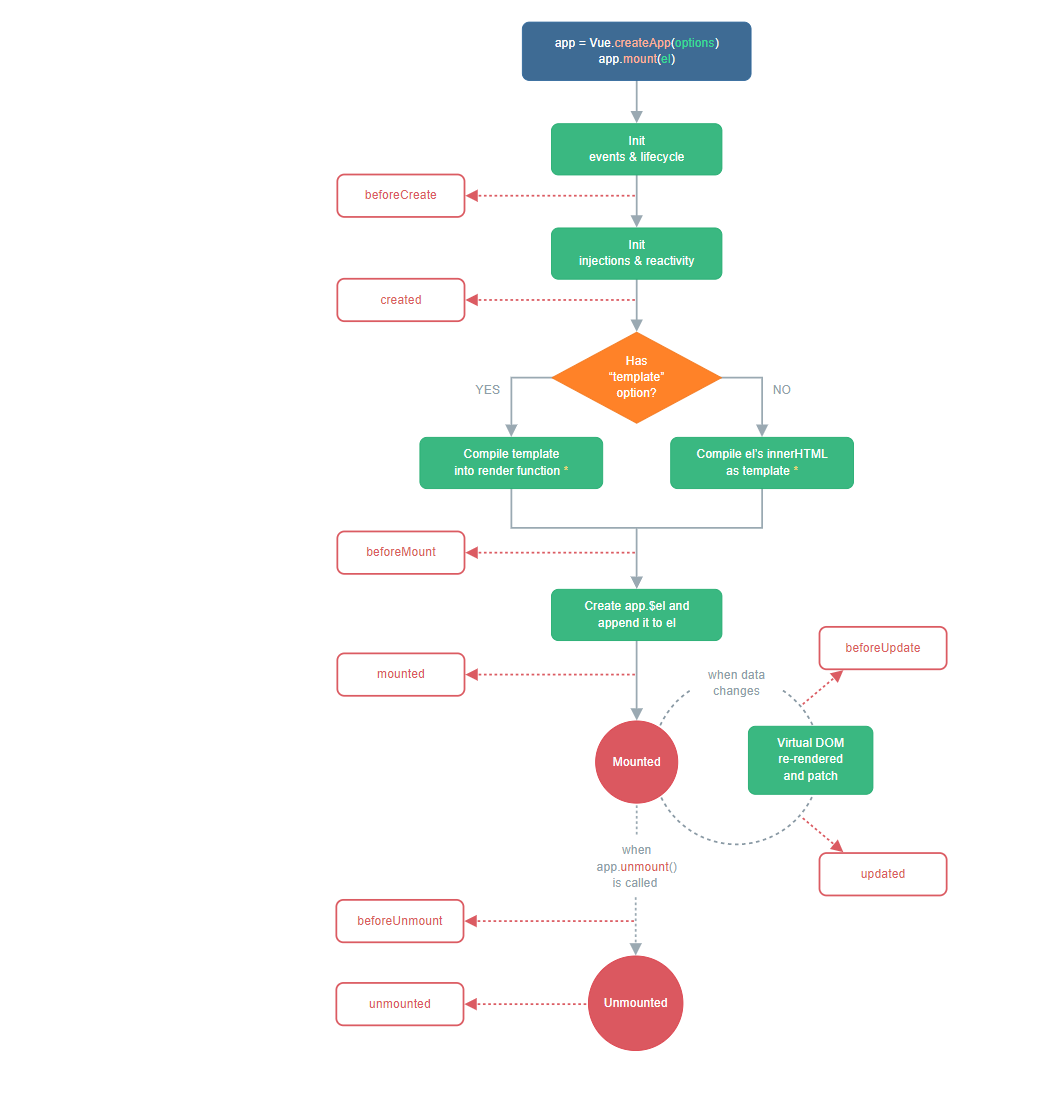 app = Vue.createApp(options)
app.mount(el)
Init
events & lifecycle
beforeCreate
Init
injections & reactivity
created
Has
“template”
option?
YES
NO
Compile template
into render function *
Compile el's innerHTML
as template *
beforeMount
Create app.$el and
append it to el
beforeUpdate
mounted
when data
changes
Mounted
Virtual DOM
re-rendered
and patch
when
app.unmount()
is called
updated
beforeUnmount
unmounted
Unmounted